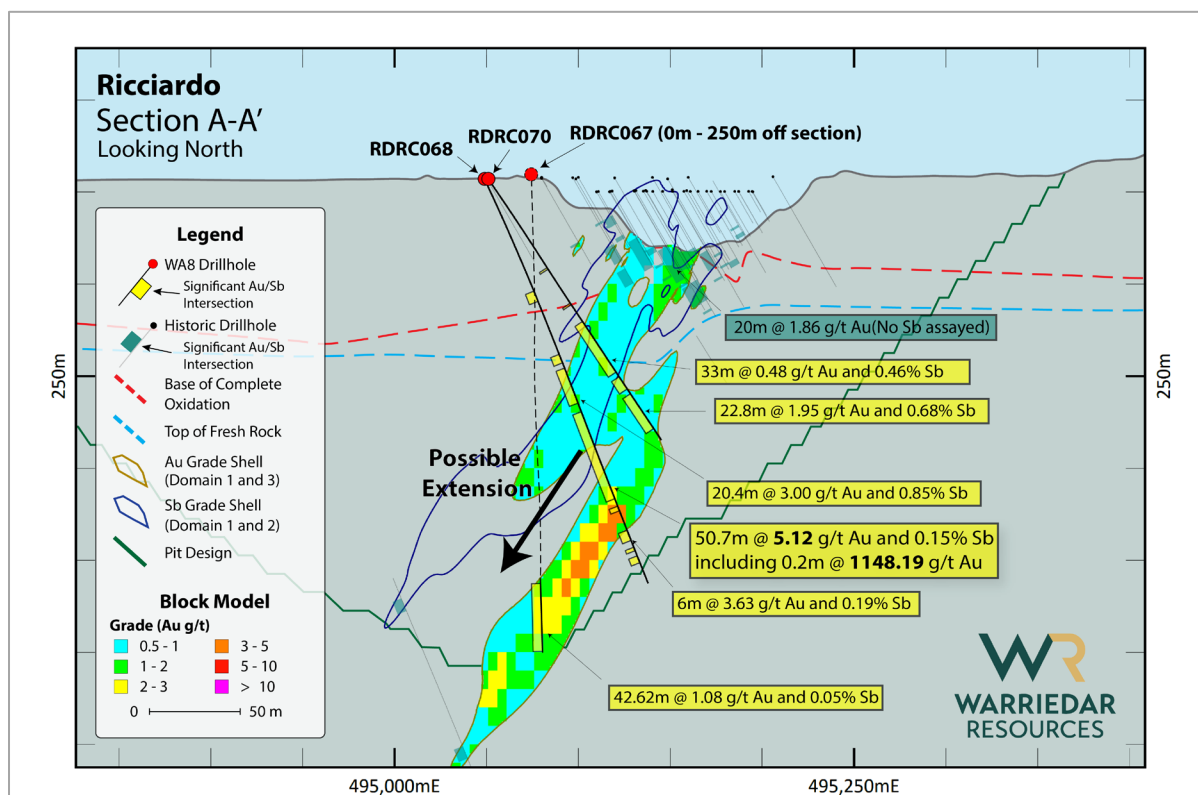 Ricciardo
Section A-A’
Looking North
RDRC068
RDRC070
RDRC067 (0m - 250m off section)
Legend
WA8 Drillhole
Significant Au/Sb
Intersection
Historic Drillhole
Significant Au/Sb
Intersection
Base of Complete
Oxidation
Top of Fresh Rock
Au Grade Shell
(Domain 1 and 3)
Sb Grade Shell
(Domain 1 and 2)
Pit Design
Block Model
Grade (Au g/t)
0.5 - 1
3 - 5
1 - 2
5 - 10
2 - 3
> 10
0
50 m
250m
250m
20m @ 1.86 g/t Au(No Sb assayed)
33m @ 0.48 g/t Au and 0.46% Sb
22.8m @ 1.95 g/t Au and 0.68% Sb
Possible
Extension
20.4m @ 3.00 g/t Au and 0.85% Sb
50.7m @ 5.12 g/t Au and 0.15% Sb
including 0.2m @ 1148.19 g/t Au
6m @ 3.63 g/t Au and 0.19% Sb
42.62m @ 1.08 g/t Au and 0.05% Sb
WR
WARRIEDAR
RESOURCES
495,000mE
495,250mE